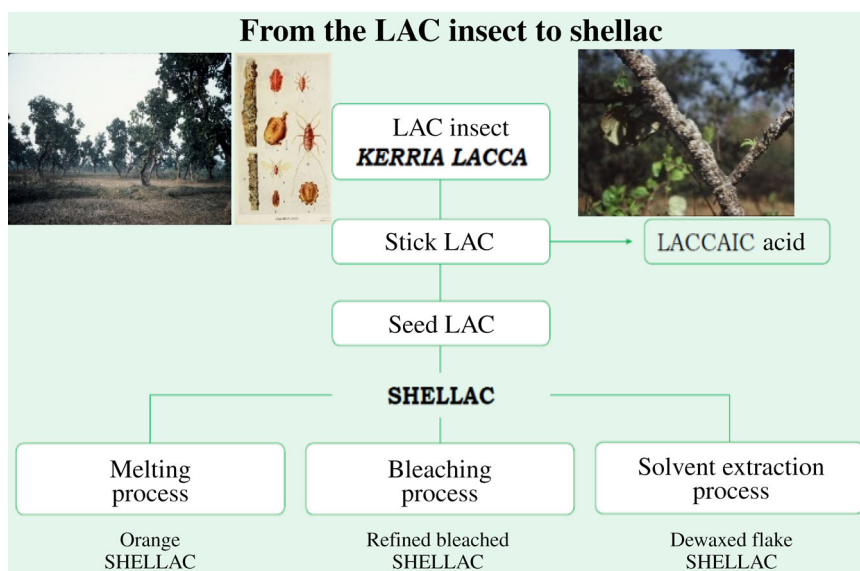 From the LAC insect to shellac
LAC insect
KERRIA LACCA
Stick LAC
LACCAIC acid
Seed LAC
SHELLAC
Melting
process
Bleaching
process
Solvent extraction
process
Orange
SHELLAC
Refined bleached
SHELLAC
Dewaxed flake
SHELLAC